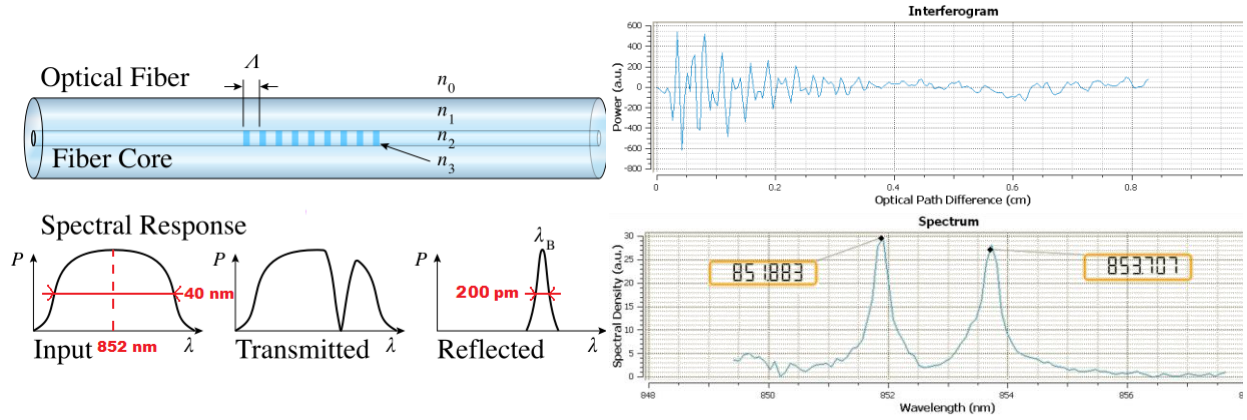 Optical Fiber
Λ
n0
n1
n2
n3
Fiber Core
Spectral Response
P
40 nm
Input
852 nm
λ
P
Transmitted
λ
P
λB
200 pm
Reflected
λ
Interferogram
Power (a.u.)
600
400
200
0
-200
-400
-600
-800
0
0.2
0.4
0.6
0.8
Optical Path Difference (cm)
Spectrum
Spectral Density (a.u.)
30
25
20
15
10
5
0
851.883
853.707
848
850
852
854
856
Wavelength (nm)